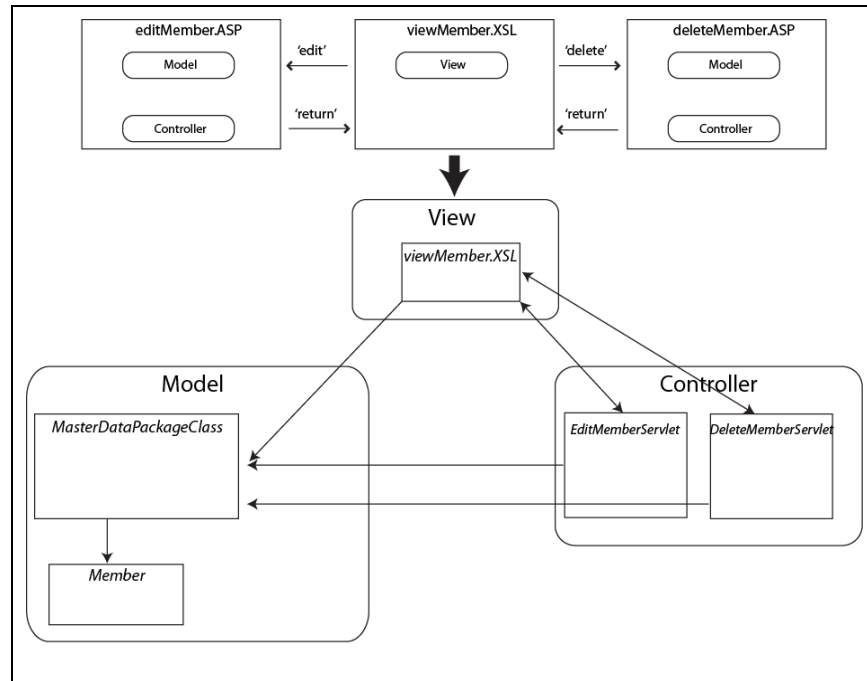 editMember.ASP
viewMember.XSL
deleteMember.ASP
Model
‘edit’
View
‘delete’
Model
Controller
‘return’
‘return’
Controller
View
viewMember.XSL
Model
Controller
MasterDataPackageClass
EditMemberServlet
DeleteMemberServlet
Member